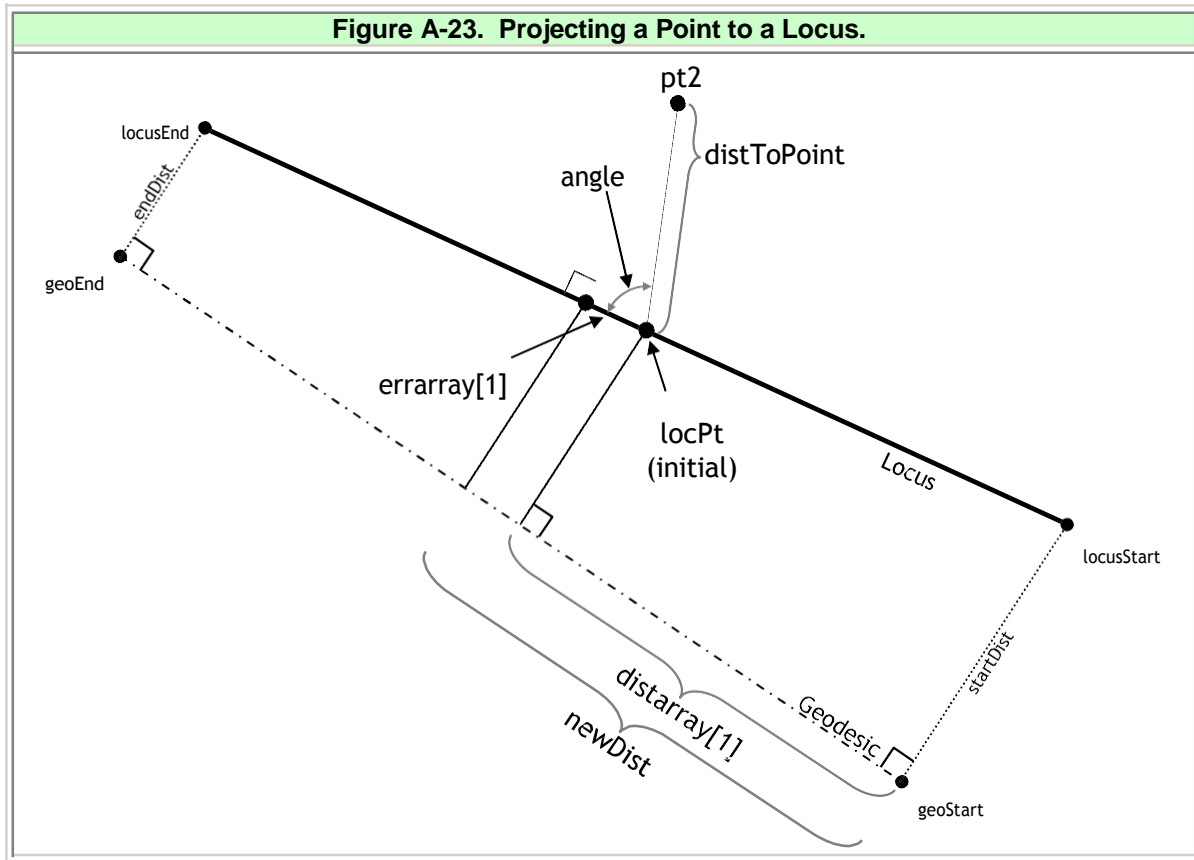 Figure A-23. Projecting a Point to a Locus.
pt2
locusEnd
distToPoint
endDist
angle
geoEnd
errarray[1]
locPt
(initial)
Locus
locusStart
startDist
distarray[1]
Geodesic
newDist
geoStart